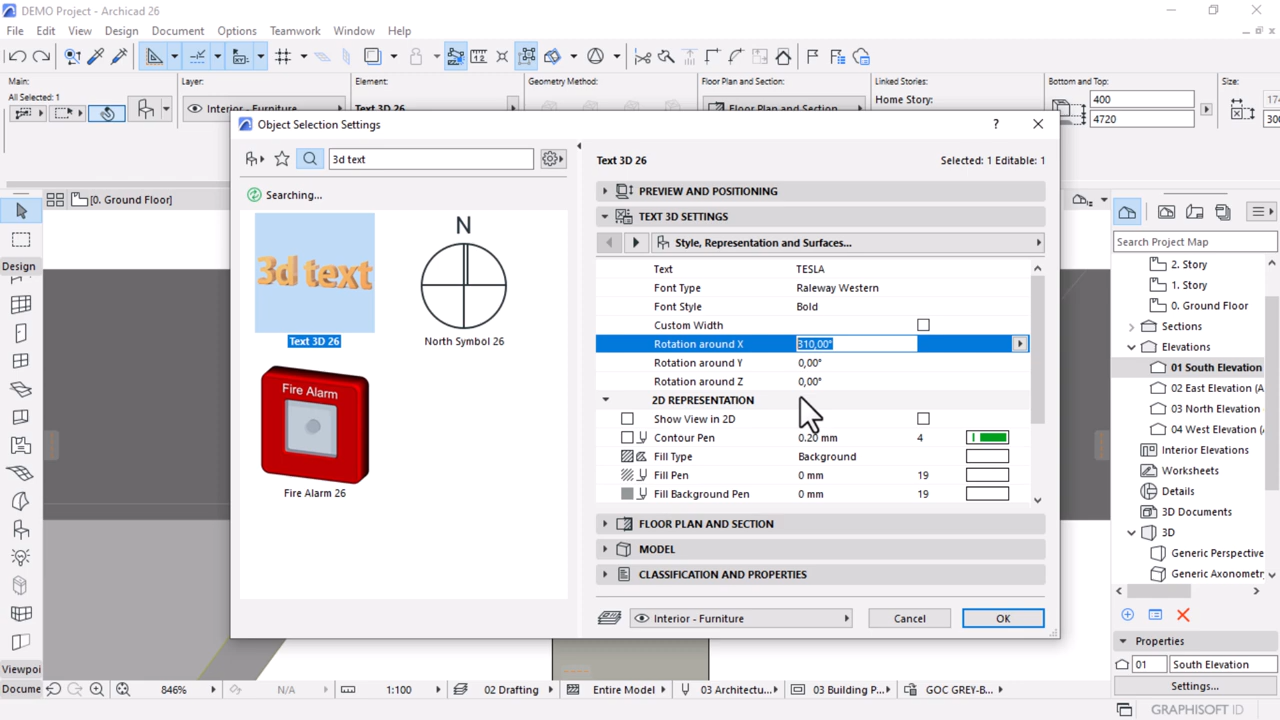 DEMO Project - Archicad 26
File Edit View Design Document Options Teamwork Window Help
Main: Layer: Element: Geometry Method: Floor Plan and Section: Linked Stories: Bottom and Top: Size:
All Selected: 1 Interior - Furniture Text 3D 26 Floor Plan and Section... Home Story: 400
4720
[0. Ground Floor]
Object Selection Settings
3d text
Searching...
3d text
Text 3D 26
N
North Symbol 26
Fire Alarm
Fire Alarm 26
Text 3D 26 Selected: 1 Editable: 1
PREVIEW AND POSITIONING
TEXT 3D SETTINGS
Style, Representation and Surfaces...
Text TESLA
Font Type Raleway Western
Font Style Bold
Custom Width
Rotation around X 310,00°
Rotation around Y 0,00°
Rotation around Z 0,00°
2D REPRESENTATION
Show View in 2D
Contour Pen 0.20 mm 4
Fill Type Background
Fill Pen 0 mm 19
Fill Background Pen 0 mm 19
FLOOR PLAN AND SECTION
MODEL
CLASSIFICATION AND PROPERTIES
Interior - Furniture Cancel OK
Design
Viewpoi
Docume
Search Project Map
2. Story
1. Story
0. Ground Floor
Sections
Elevations
01 South Elevation
02 East Elevation (A
03 North Elevation
04 West Elevation (A
Interior Elevations
Worksheets
Details
3D Documents
3D
Generic Perspective
Generic Axonometr
Properties
01 South Elevation
Settings...
846% N/A 1:100 02 Drafting Entire Model 03 Architectu... 03 Building P... GOC GREY-B...
GRAPHISOFT ID